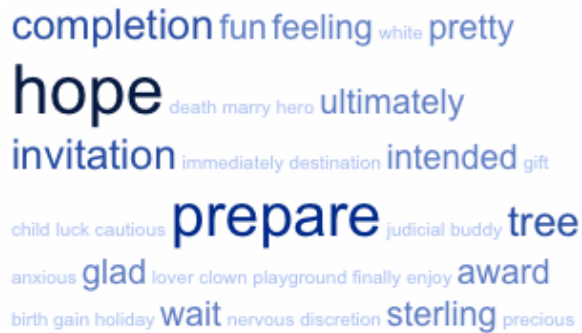 completion fun feeling white pretty
hope death marry hero ultimately
invitation immediately destination intended gift
child luck cautious prepare judicial buddy tree
anxious glad lover clown playground finally enjoy award
birth gain holiday wait nervous discretion sterling precious